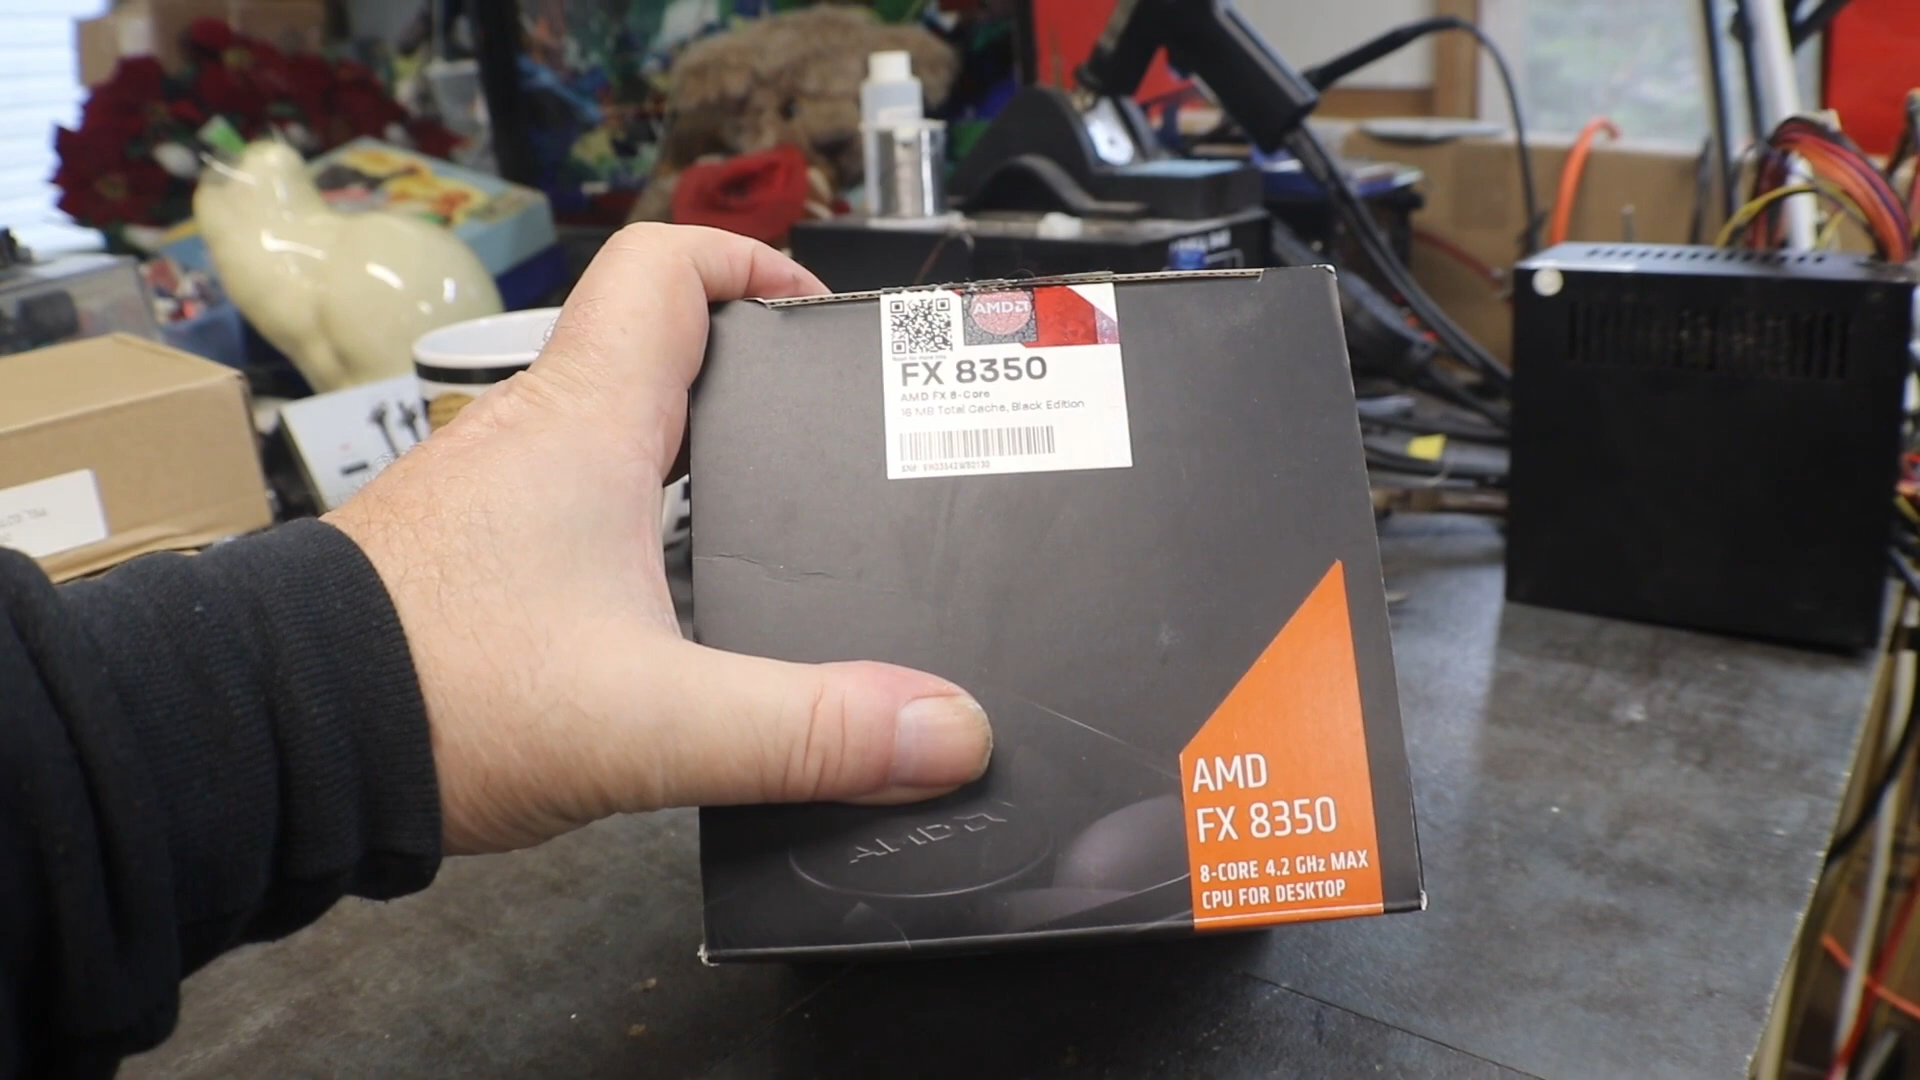 AMD
FX 8350
AMD FX 8-Core
16 MB Total Cache, Black Edition
AMD
AMD
FX 8350
8-CORE 4.2 GHz MAX
CPU FOR DESKTOP